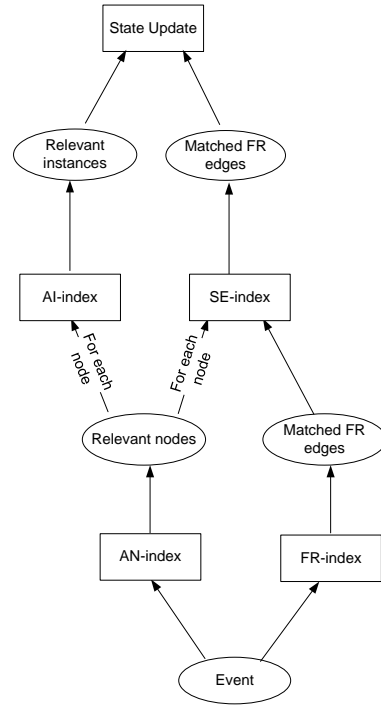 State Update
Relevant
instances
Matched FR
edges
AI-index
SE-index
For each
node
For each
node
Relevant nodes
Matched FR
edges
AN-index
FR-index
Event